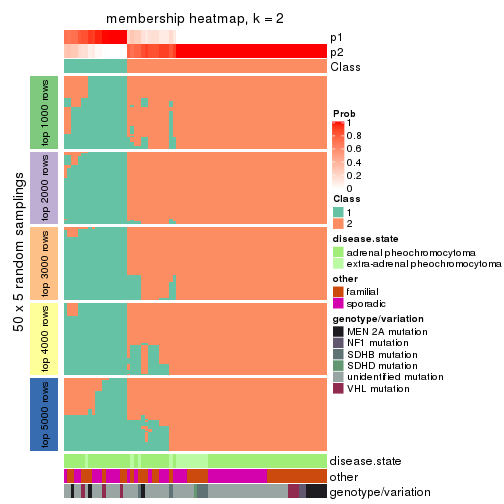 membership heatmap, k = 2
p1
p2
Class
50 x 5 random samplings
top 1000 rows
top 2000 rows
top 3000 rows
top 4000 rows
top 5000 rows
Prob
1
0.8
0.6
0.4
0.2
0
Class
1
2
disease.state
adrenal pheochromocytoma
extra-adrenal pheochromocytoma
other
familial
sporadic
genotype/variation
MEN 2A mutation
NF1 mutation
SDHB mutation
SDHD mutation
unidentified mutation
VHL mutation
disease.state
other
genotype/variation